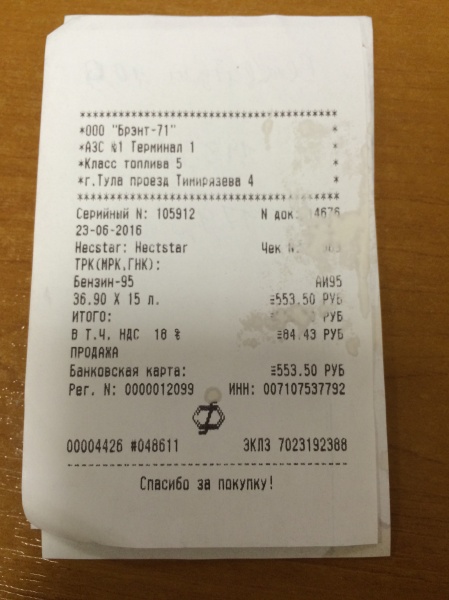 ************************************
*ООО "Брэнт-71" *
*АЗС №1 Терминал 1 *
*Класс топлива 5 *
*г.Тула проезд Тимирязева 4 *
************************************
Серийный N: 105912 N док: 14676
23-06-2016
Hecstar: Hectstar Чек
ТРК(МРК,ГНК):
Бензин-95 АИ95
36.90 X 15 л. ≡553.50 РУБ
ИТОГО: РУБ
В Т.Ч. НДС 18 % ≡84.43 РУБ
ПРОДАЖА
Банковская карта: ≡553.50 РУБ
Рег. N: 0000012099 ИНН: 007107537792
00004426 #048611 ЭКЛЗ 7023192388
Спасибо за покупку!